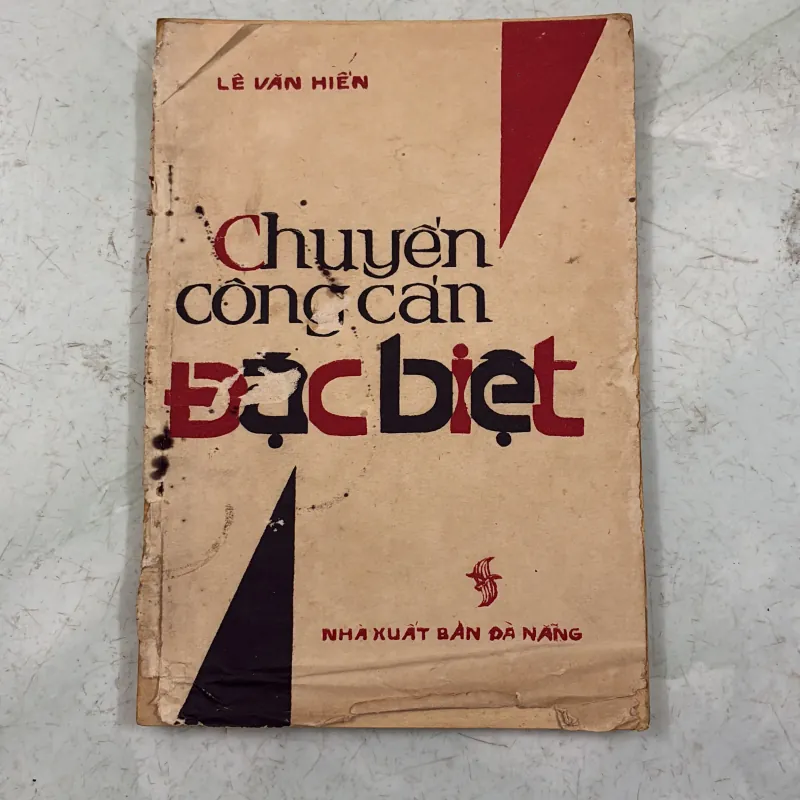 LÊ VĂN HIẾN
Chuyến
công cán
Đặc biệt
NHÀ XUẤT BẢN ĐÀ NẴNG